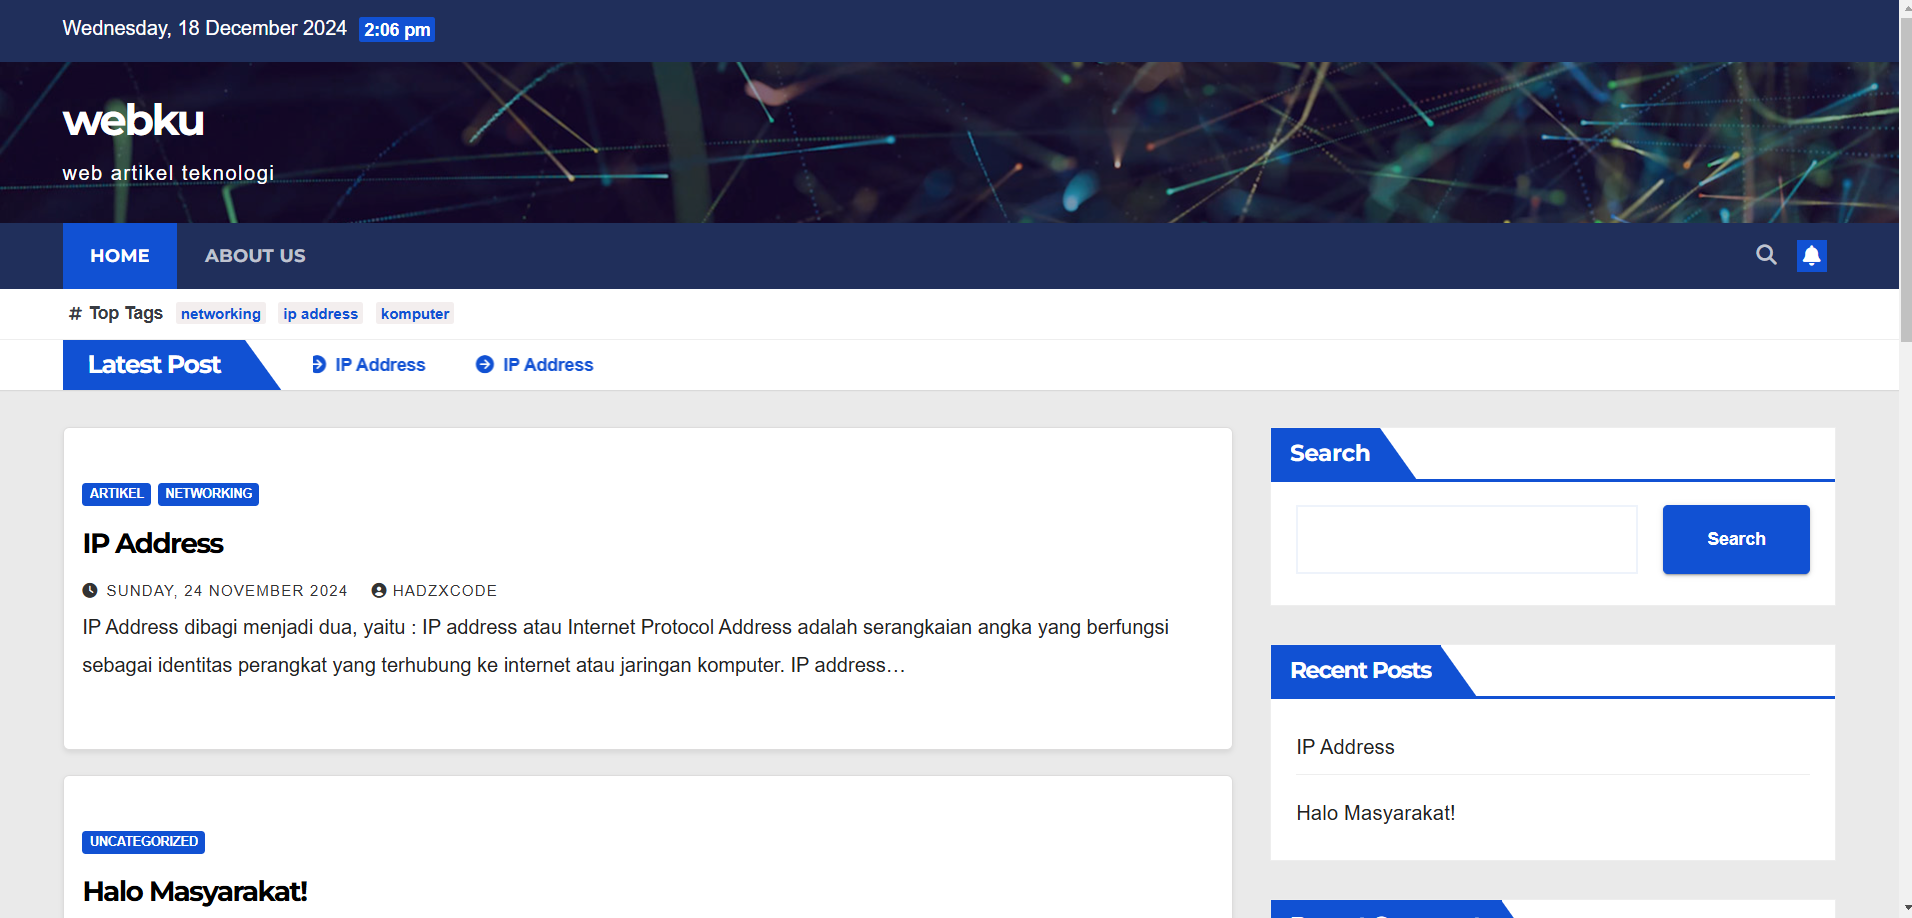 Wednesday, 18 December 2024 2:06 pm
webku
web artikel teknologi
HOME ABOUT US
# Top Tags networking ip address komputer
Latest Post IP Address IP Address
ARTIKEL NETWORKING
IP Address
SUNDAY, 24 NOVEMBER 2024 HADZXCODE
IP Address dibagi menjadi dua, yaitu : IP address atau Internet Protocol Address adalah serangkaian angka yang berfungsi
sebagai identitas perangkat yang terhubung ke internet atau jaringan komputer. IP address…
UNCATEGORIZED
Halo Masyarakat!
Search
Search
Recent Posts
IP Address
Halo Masyarakat!